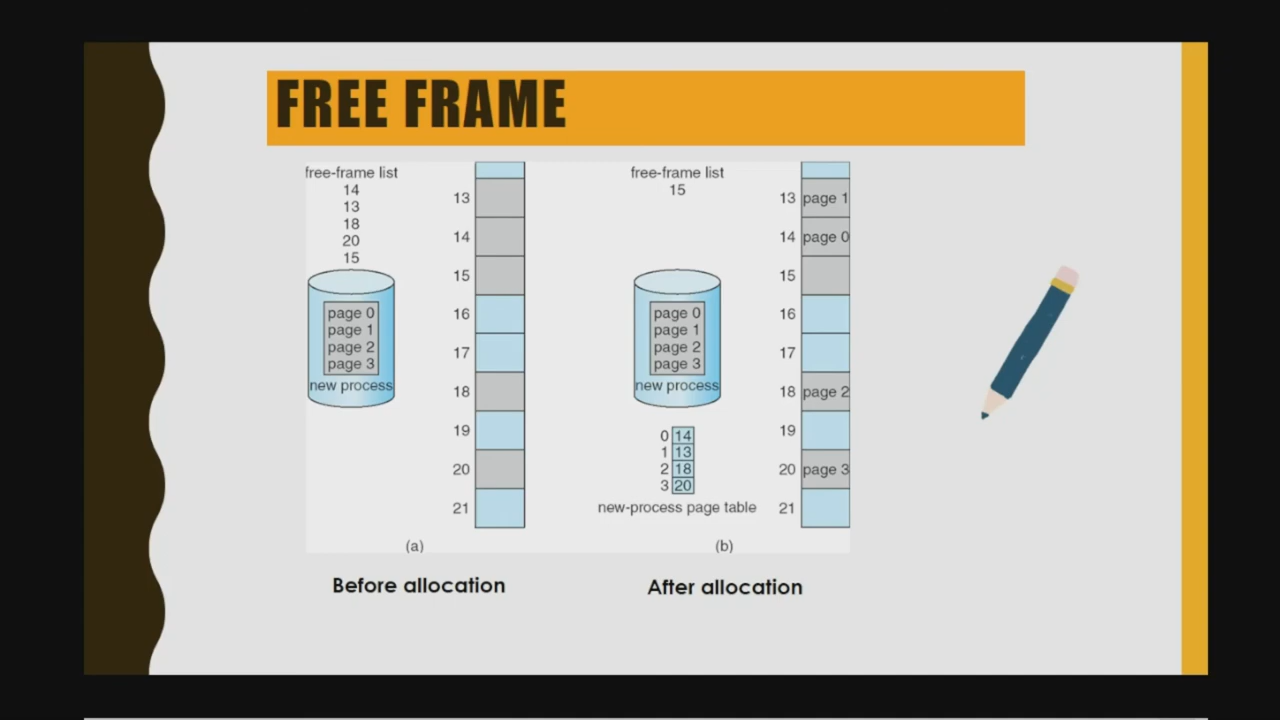 FREE FRAME
free-frame list
14
13
18
20
15
page 0
page 1
page 2
page 3
new process
13
14
15
16
17
18
19
20
21
(a)
Before allocation
free-frame list
15
page 0
page 1
page 2
page 3
new process
0 14
1 13
2 18
3 20
new-process page table
13 page 1
14 page 0
15
16
17
18 page 2
19
20 page 3
21
(b)
After allocation